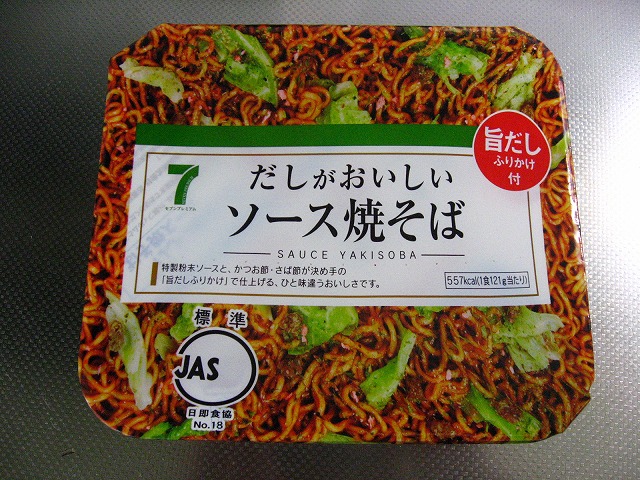 旨だし
ふりかけ
付
7
セブンプレミアム
だしがおいしい
ソース焼そば
SAUCE YAKISOBA
特製粉末ソースと、かつお節・さば節が決め手の
「旨だしふりかけ」で仕上げる、ひと味違うおいしさです。
557kcal(1食121g当たり)
標準
JAS
日即食協
No.18